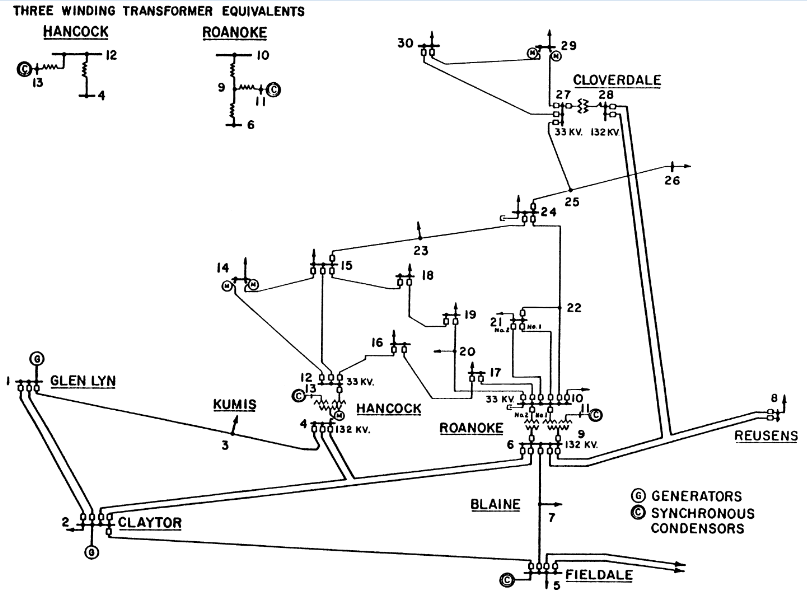 THREE WINDING TRANSFORMER EQUIVALENTS
HANCOCK
ROANOKE
12
10
C
13
4
9
C
11
6
30
29
M
M
CLOVERDALE
27
28
33 KV.
132 KV.
26
25
24
23
14
M
M
15
18
22
19
21
No.2
No.1
16
20
17
12
33 KV.
13
C
HANCOCK
M
4
132 KV.
G
1
GLEN LYN
KUMIS
3
33 KV.
10
11
C
No.2
No.1
ROANOKE
9
6
132 KV.
8
REUSENS
BLAINE
7
2
CLAYTOR
G
G GENERATORS
C SYNCHRONOUS
CONDENSORS
C
5
FIELDALE